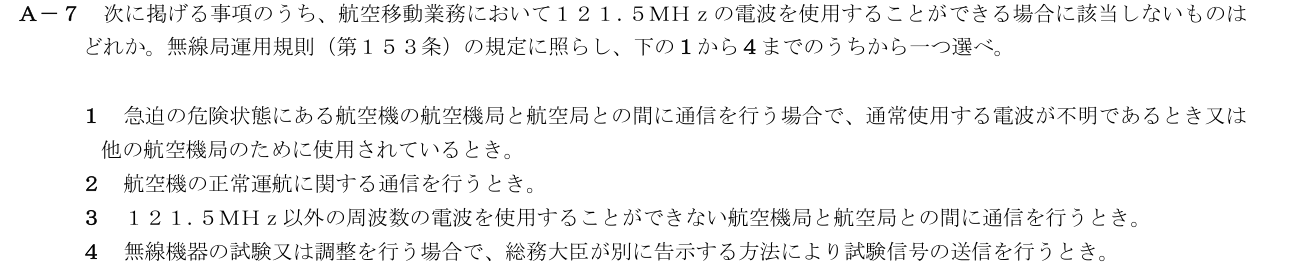 A－7　次に掲げる事項のうち、航空移動業務において１２１.５MHzの電波を使用することができる場合に該当しないものは
どれか。無線局運用規則（第１５３条）の規定に照らし、下の1から4までのうちから一つ選べ。
1　急迫の危険状態にある航空機の航空機局と航空局との間に通信を行う場合で、通常使用する電波が不明であるとき又は
他の航空機局のために使用されているとき。
2　航空機の正常運航に関する通信を行うとき。
3　１２１.５MHz以外の周波数の電波を使用することができない航空機局と航空局との間に通信を行うとき。
4　無線機器の試験又は調整を行う場合で、総務大臣が別に告示する方法により試験信号の送信を行うとき。